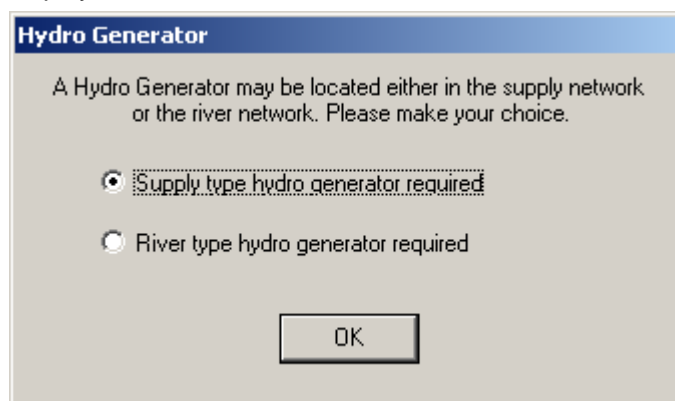 Hydro Generator
A Hydro Generator may be located either in the supply network
or the river network. Please make your choice.
Supply type hydro generator required
River type hydro generator required
OK